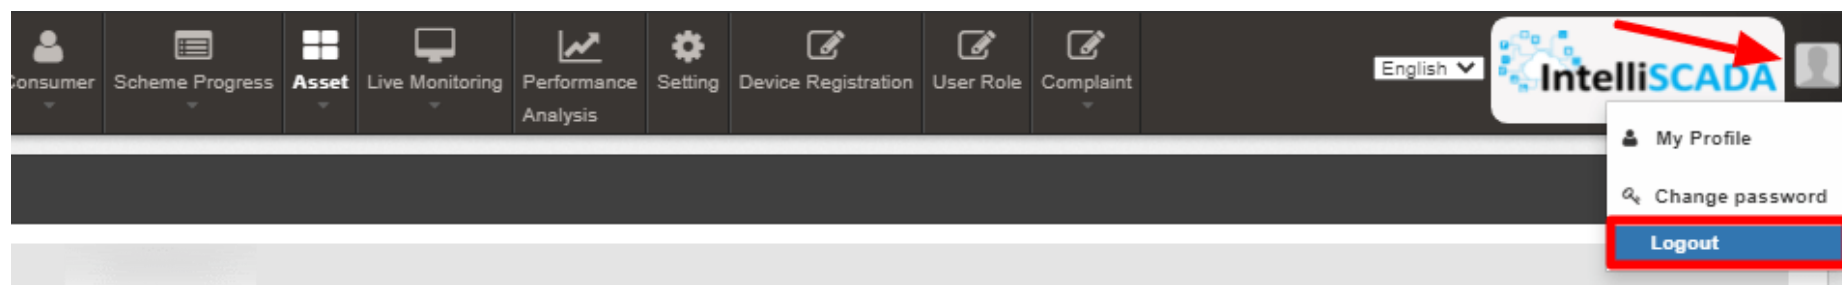 Consumer
Scheme Progress
Asset
Live Monitoring
Performance
Analysis
Setting
Device Registration
User Role
Complaint
English
IntelliSCADA
My Profile
Change password
Logout